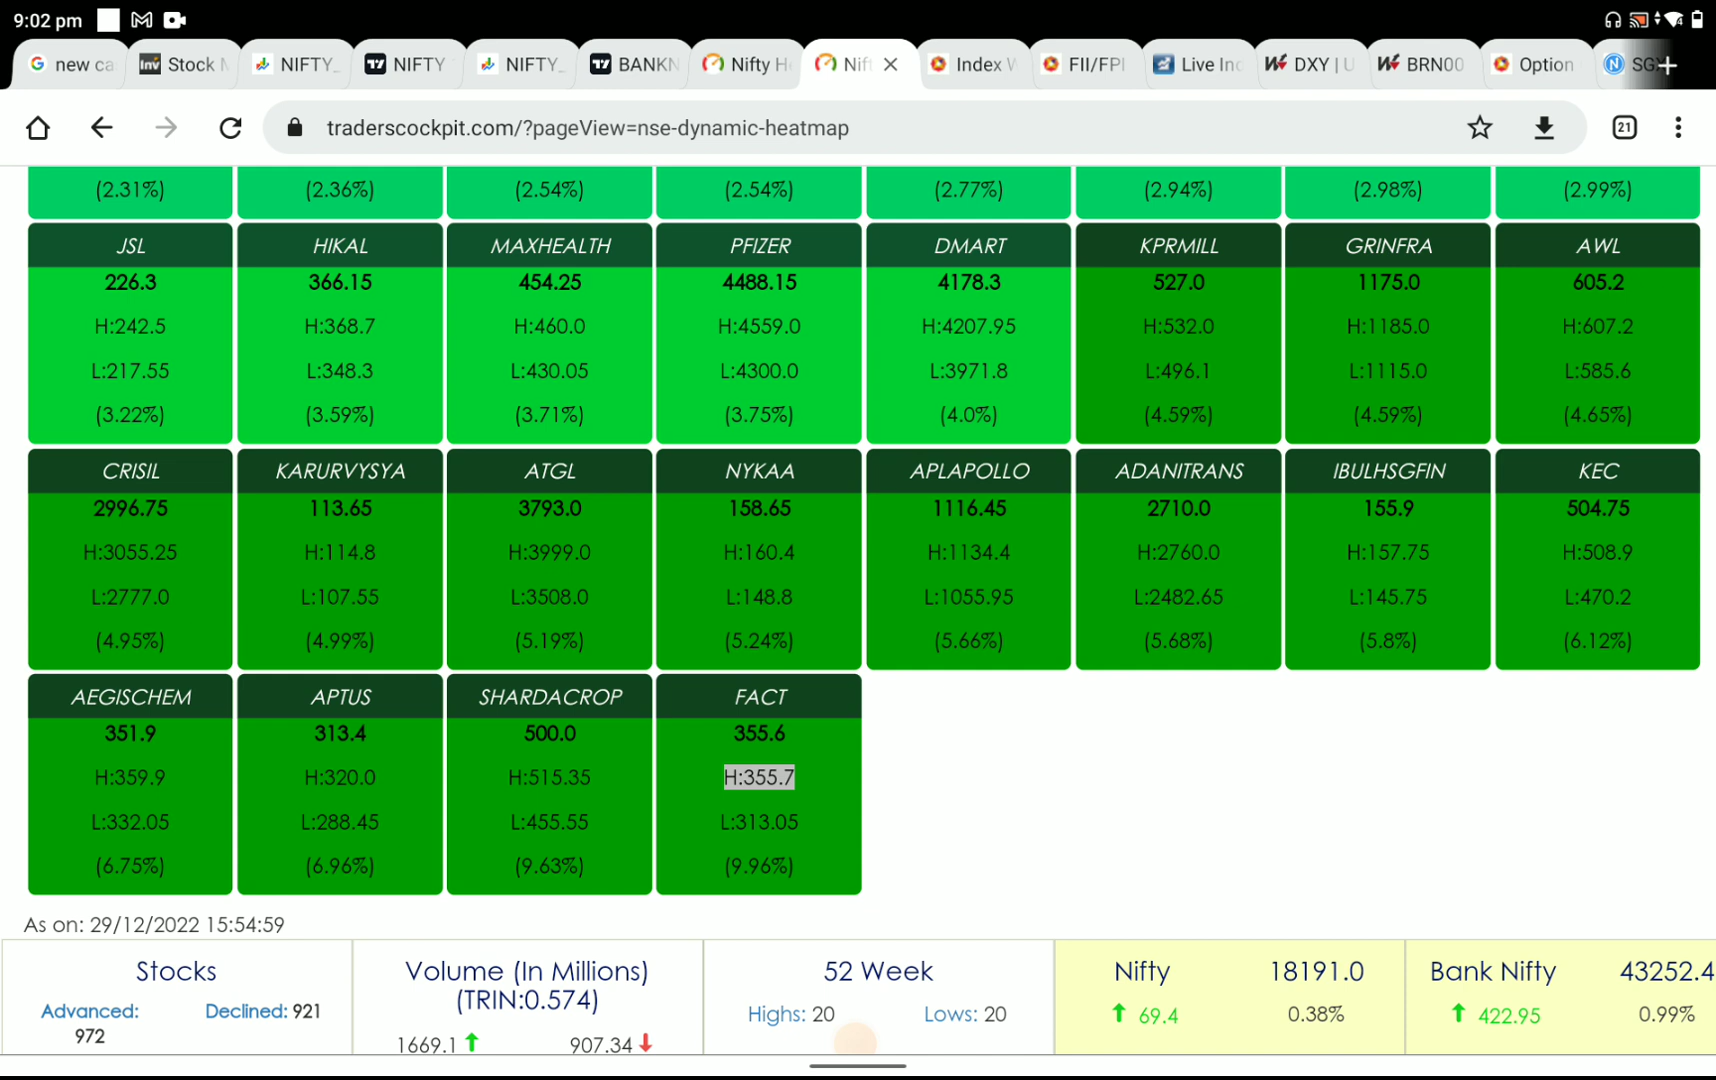 9:02 pm
new ca
Stock M
NIFTY_
NIFTY
NIFTY_
BANKN
Nifty He
Nift
Index W
FII/FPI
Live Ind
DXY | U
BRN00
Option
SGX
traderscockpit.com/?pageView=nse-dynamic-heatmap
21
(2.31%) (2.36%) (2.54%) (2.54%) (2.77%) (2.94%) (2.98%) (2.99%)
JSL HIKAL MAXHEALTH PFIZER DMART KPRMILL GRINFRA AWL
226.3 366.15 454.25 4488.15 4178.3 527.0 1175.0 605.2
H:242.5 H:368.7 H:460.0 H:4559.0 H:4207.95 H:532.0 H:1185.0 H:607.2
L:217.55 L:348.3 L:430.05 L:4300.0 L:3971.8 L:496.1 L:1115.0 L:585.6
(3.22%) (3.59%) (3.71%) (3.75%) (4.0%) (4.59%) (4.59%) (4.65%)
CRISIL KARURVYSYA ATGL NYKAA APLAPOLLO ADANITRANS IBULHSGFIN KEC
2996.75 113.65 3793.0 158.65 1116.45 2710.0 155.9 504.75
H:3055.25 H:114.8 H:3999.0 H:160.4 H:1134.4 H:2760.0 H:157.75 H:508.9
L:2777.0 L:107.55 L:3508.0 L:148.8 L:1055.95 L:2482.65 L:145.75 L:470.2
(4.95%) (4.99%) (5.19%) (5.24%) (5.66%) (5.68%) (5.8%) (6.12%)
AEGISCHEM APTUS SHARDACROP FACT
351.9 313.4 500.0 355.6
H:359.9 H:320.0 H:515.35 H:355.7
L:332.05 L:288.45 L:455.55 L:313.05
(6.75%) (6.96%) (9.63%) (9.96%)
As on: 29/12/2022 15:54:59
Stocks
Advanced: 972
Declined: 921
Volume (In Millions)
(TRIN:0.574)
1669.1 907.34
52 Week
Highs: 20 Lows: 20
Nifty 18191.0
69.4 0.38%
Bank Nifty 43252.4
422.95 0.99%